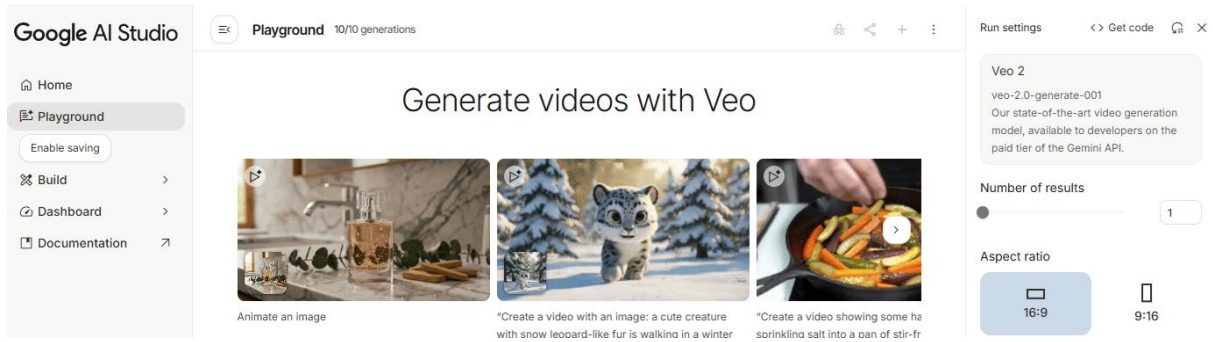 Google AI Studio
Home
Playground
Enable saving
Build
Dashboard
Documentation
Playground 10/10 generations
Generate videos with Veo
Animate an image
"Create a video with an image: a cute creature
with snow leopard-like fur is walking in a winter
"Create a video showing some ha
sprinkling salt into a pan of stir-fr
Run settings
Get code
Veo 2
veo-2.0-generate-001
Our state-of-the-art video generation
model, available to developers on the
paid tier of the Gemini API.
Number of results
1
Aspect ratio
16:9
9:16